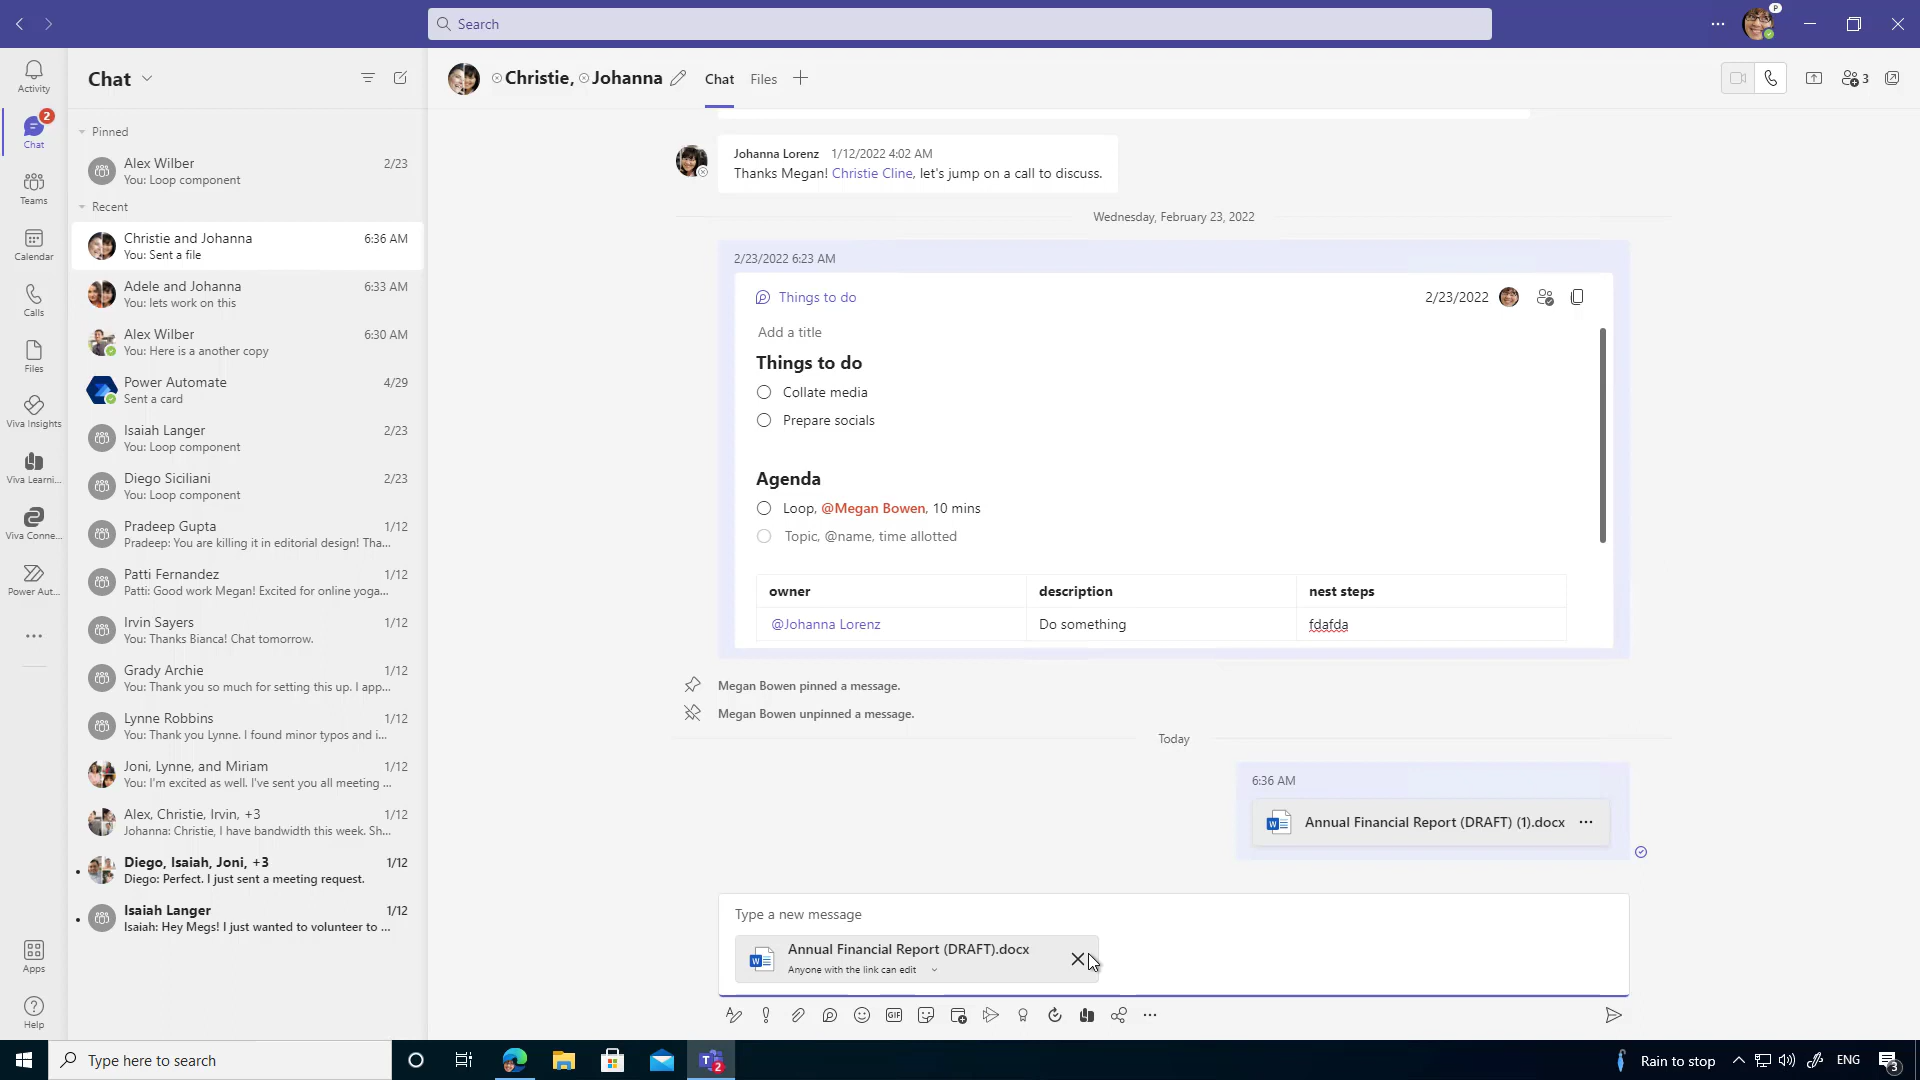 Search
P
Activity
2
Chat
Teams
Calendar
Calls
Files
Viva Insights
Viva Learni...
Viva Conne...
Power Aut...
Apps
Help
Chat
Pinned
Alex Wilber 2/23
You: Loop component
Recent
Christie and Johanna 6:36 AM
You: Sent a file
Adele and Johanna 6:33 AM
You: lets work on this
Alex Wilber 6:30 AM
You: Here is a another copy
Power Automate 4/29
Sent a card
Isaiah Langer 2/23
You: Loop component
Diego Siciliani 2/23
You: Loop component
Pradeep Gupta 1/12
Pradeep: You are killing it in editorial design! Tha...
Patti Fernandez 1/12
Patti: Good work Megan! Excited for online yoga...
Irvin Sayers 1/12
You: Thanks Bianca! Chat tomorrow.
Grady Archie 1/12
You: Thank you so much for setting this up. I app...
Lynne Robbins 1/12
You: Thank you Lynne. I found minor typos and i...
Joni, Lynne, and Miriam 1/12
You: I'm excited as well. I've sent you all meeting ...
Alex, Christie, Irvin, +3 1/12
Johanna: Christie, I have bandwidth this week. Sh...
Diego, Isaiah, Joni, +3 1/12
Diego: Perfect. I just sent a meeting request.
Isaiah Langer 1/12
Isaiah: Hey Megs! I just wanted to volunteer to ...
Christie, Johanna Chat Files 3
Johanna Lorenz 1/12/2022 4:02 AM
Thanks Megan! Christie Cline, let's jump on a call to discuss.
Wednesday, February 23, 2022
2/23/2022 6:23 AM
Things to do 2/23/2022
Add a title
Things to do
Collate media
Prepare socials
Agenda
Loop, @Megan Bowen, 10 mins
Topic, @name, time allotted
owner description nest steps
@Johanna Lorenz Do something fdafda
Megan Bowen pinned a message.
Megan Bowen unpinned a message.
Today
6:36 AM
Annual Financial Report (DRAFT) (1).docx
Type a new message
Annual Financial Report (DRAFT).docx
Anyone with the link can edit
GIF
Type here to search
2
Rain to stop ENG 3